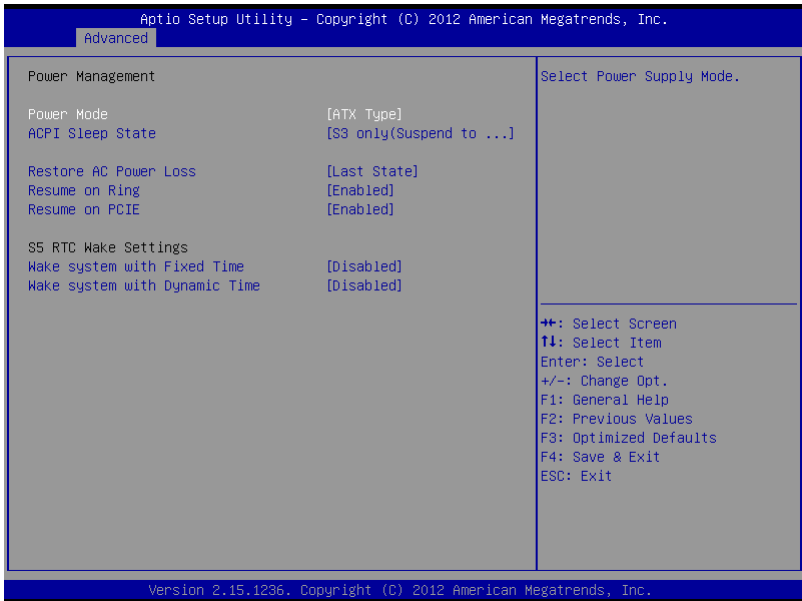 Aptio Setup Utility – Copyright (C) 2012 American Megatrends, Inc.
Advanced
Power Management
Power Mode [ATX Type]
ACPI Sleep State [S3 only(Suspend to ...]
Restore AC Power Loss [Last State]
Resume on Ring [Enabled]
Resume on PCIE [Enabled]
S5 RTC Wake Settings
Wake system with Fixed Time [Disabled]
Wake system with Dynamic Time [Disabled]
Select Power Supply Mode.
→←: Select Screen
↑↓: Select Item
Enter: Select
+/-: Change Opt.
F1: General Help
F2: Previous Values
F3: Optimized Defaults
F4: Save & Exit
ESC: Exit
Version 2.15.1236. Copyright (C) 2012 American Megatrends, Inc.